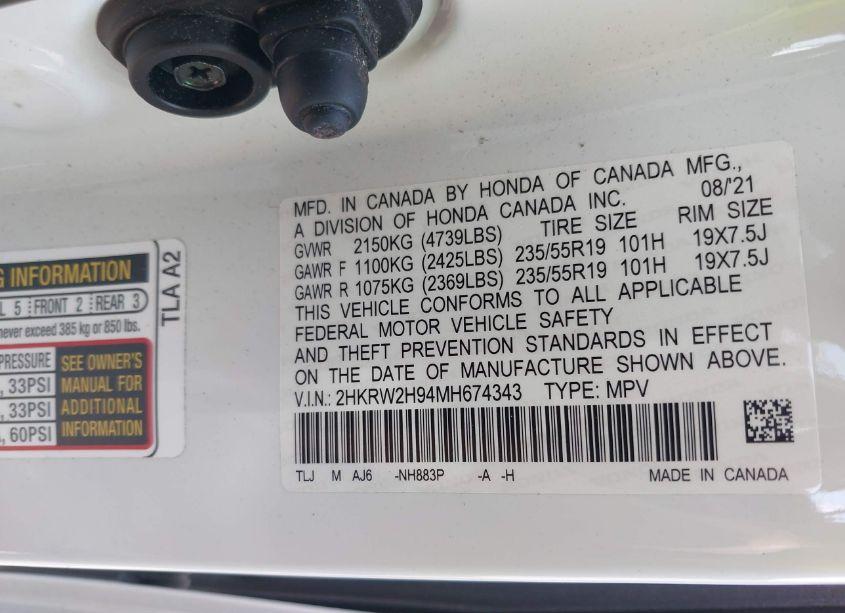 MFD. IN CANADA BY HONDA OF CANADA MFG.,
A DIVISION OF HONDA CANADA INC. 08/'21
GVWR 2150KG (4739LBS) TIRE SIZE RIM SIZE
GAWR F 1100KG (2425LBS) 235/55R19 101H 19X7.5J
GAWR R 1075KG (2369LBS) 235/55R19 101H 19X7.5J
THIS VEHICLE CONFORMS TO ALL APPLICABLE
FEDERAL MOTOR VEHICLE SAFETY
AND THEFT PREVENTION STANDARDS IN EFFECT
ON THE DATE OF MANUFACTURE SHOWN ABOVE.
V.I.N.: 2HKRW2H94MH674343 TYPE: MPV
TLJ M AJ6 -NH883P -A -H MADE IN CANADA
G INFORMATION
L 5 FRONT 2 REAR 3
never exceed 385 kg or 850 lbs.
PRESSURE
, 33PSI
, 33PSI
, 60PSI
SEE OWNER'S
MANUAL FOR
ADDITIONAL
INFORMATION
TLA A2